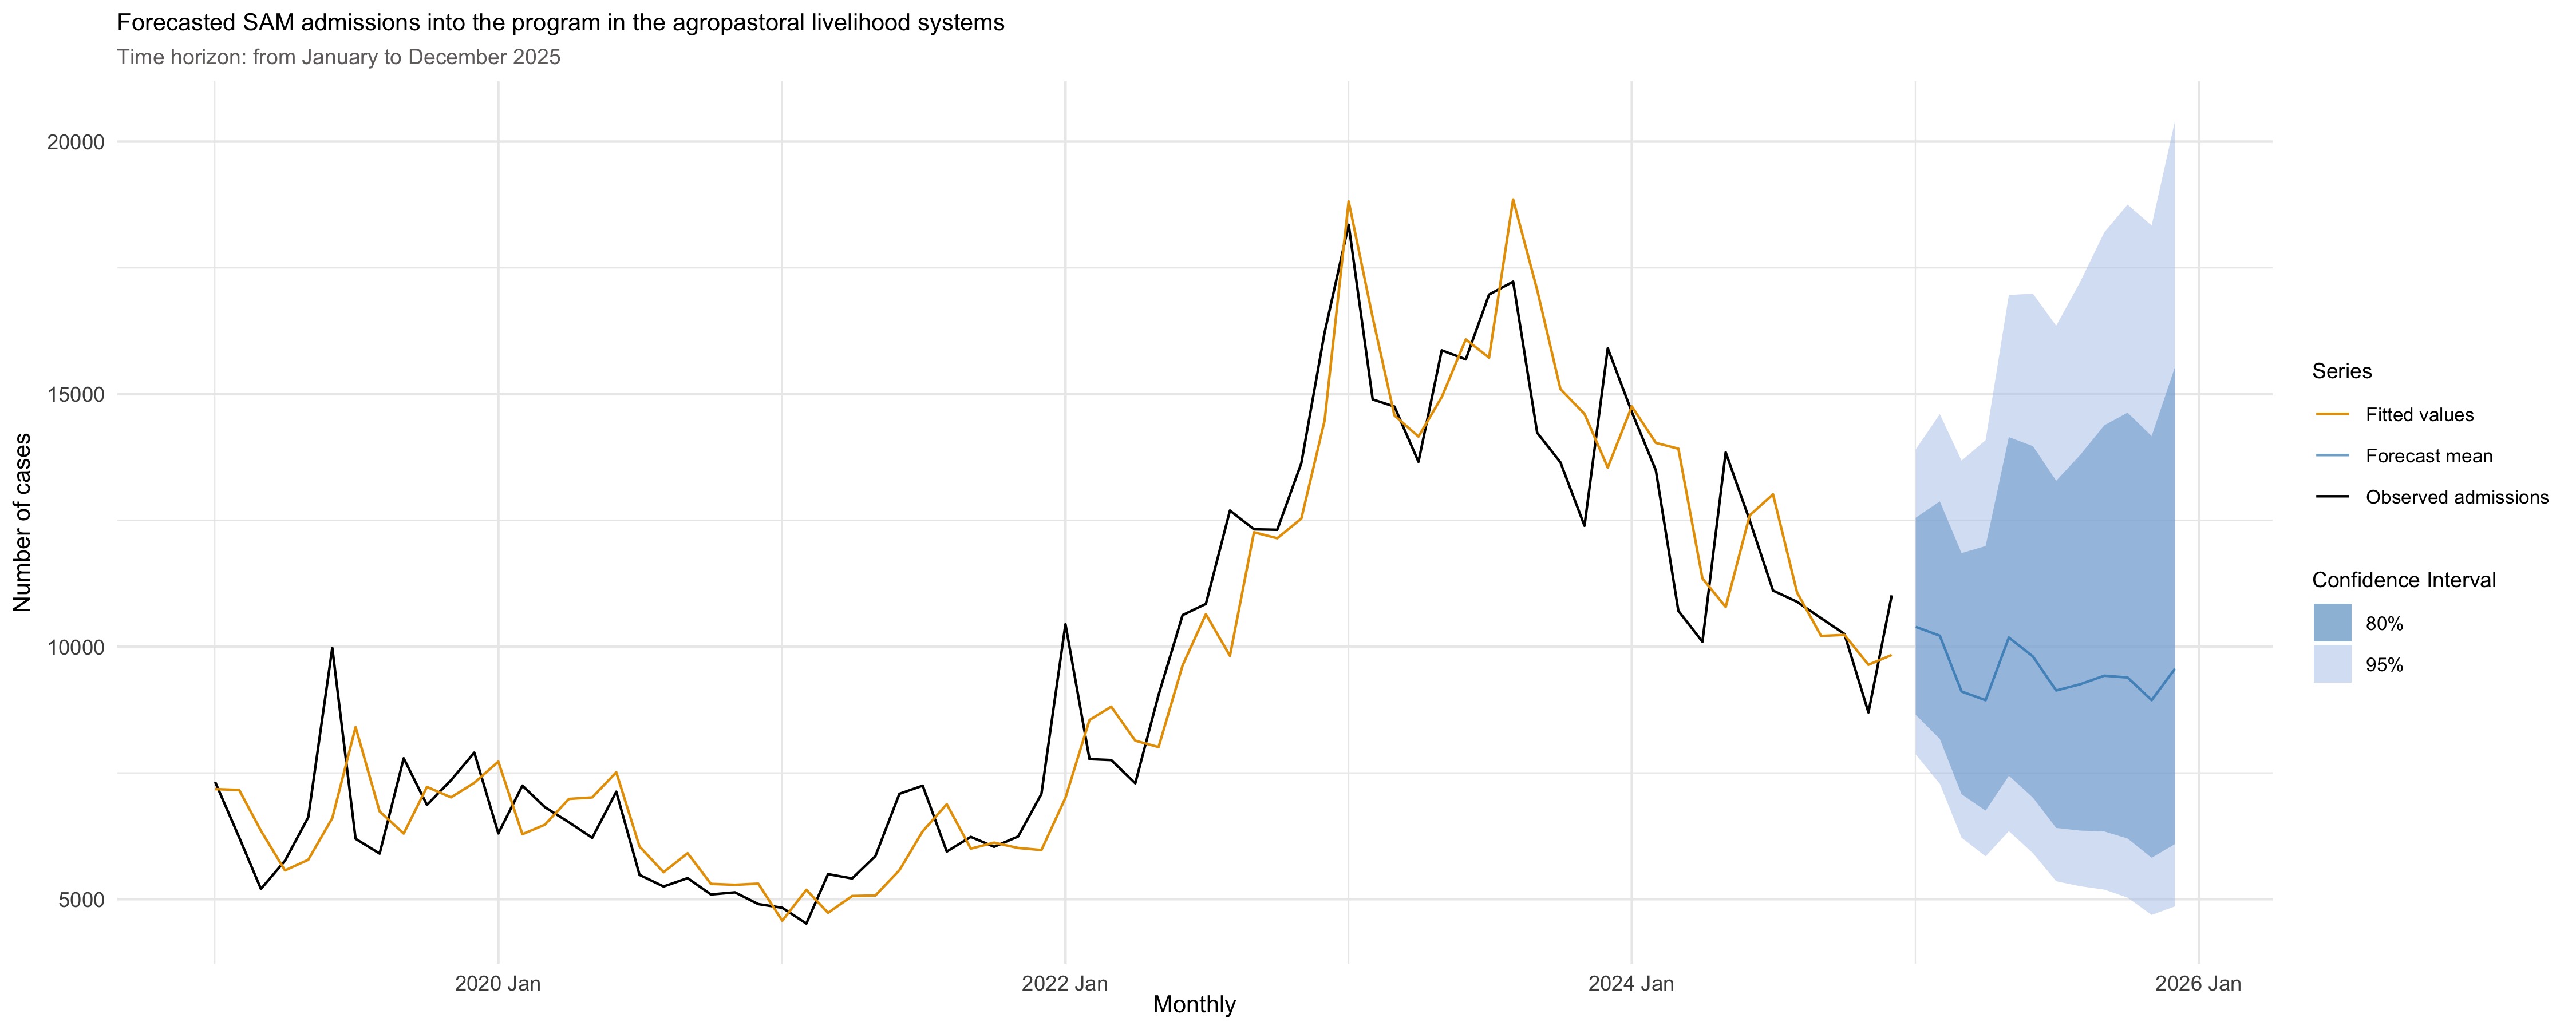 Forecasted SAM admissions into the program in the agropastoral livelihood systems
Time horizon: from January to December 2025
Number of cases
20000
15000
10000
5000
2020 Jan
2022 Jan
2024 Jan
2026 Jan
Monthly
Series
Fitted values
Forecast mean
Observed admissions
Confidence Interval
80%
95%